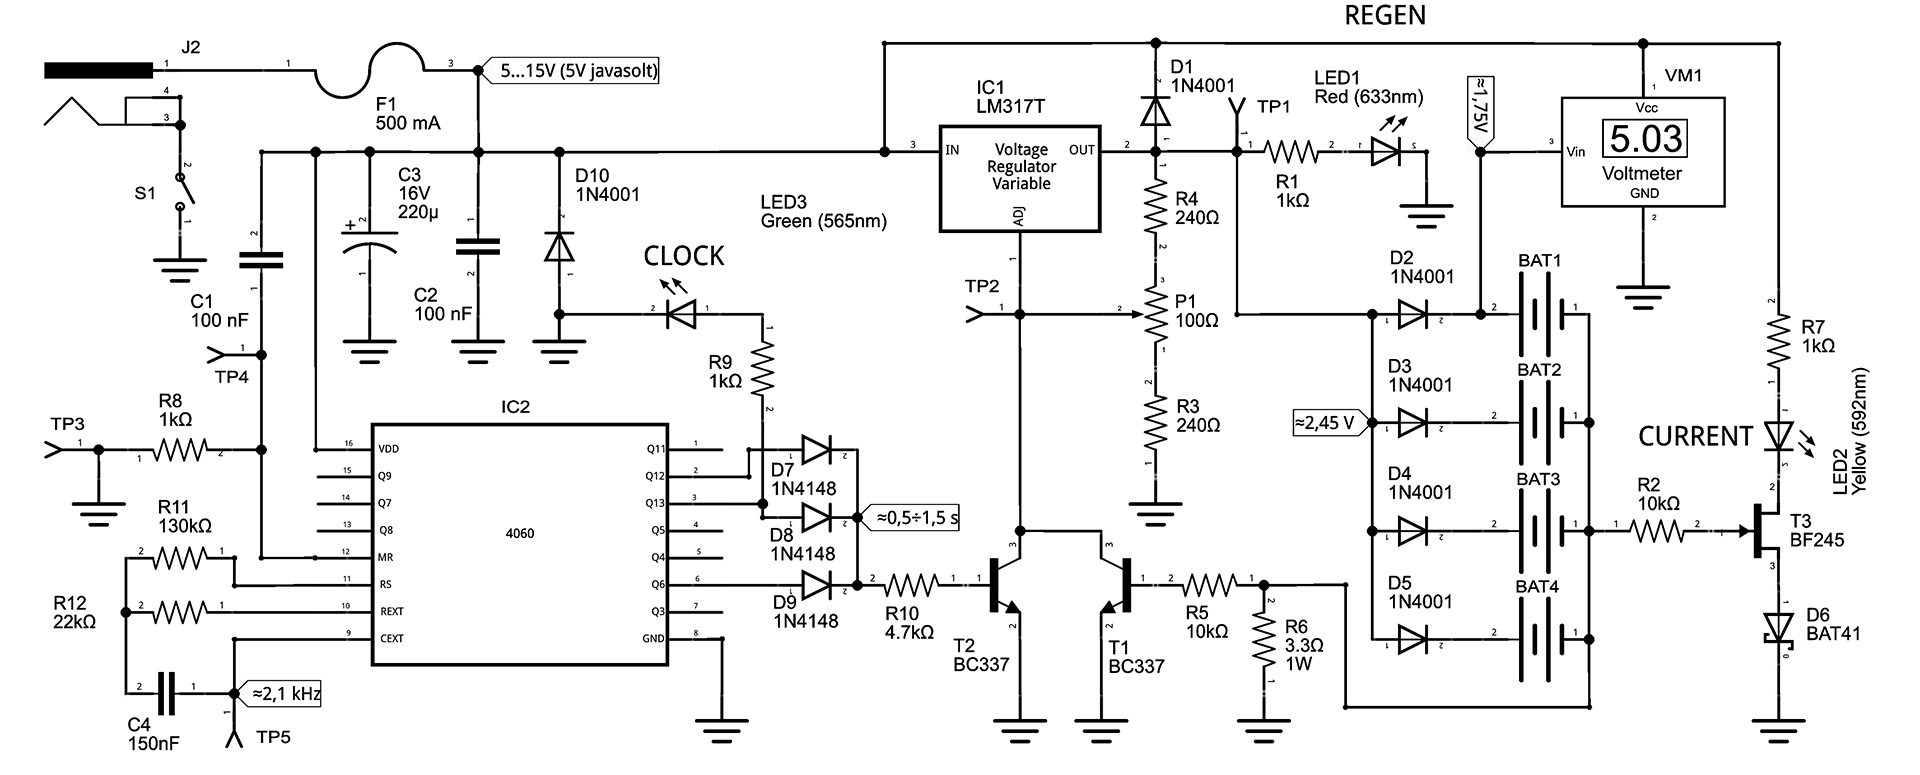 REGEN
J2
1
1
3
5...15V (5V javasolt)
4
3
F1
500 mA
2
S1
1
C1
100 nF
2
1
C3
16V
220µ
+
2
1
C2
100 nF
1
2
D10
1N4001
2
1
LED3
Green (565nm)
CLOCK
2
1
R9
1kΩ
1
2
IC1
LM317T
3
IN
Voltage
Regulator
Variable
OUT
2
ADJ
1
D1
1N4001
2
1
TP1
1
1
2
R1
1kΩ
LED1
Red (633nm)
1
2
≈1,75V
VM1
1
Vcc
5.03
3
Vin
Voltmeter
GND
2
R4
240Ω
1
2
TP2
1
2
3
P1
100Ω
1
2
R3
240Ω
1
TP4
1
TP3
1
R8
1kΩ
1
2
IC2
4060
16
VDD
15
Q9
14
Q7
13
Q8
12
MR
11
RS
10
REXT
9
CEXT
Q11
1
Q12
2
Q13
3
Q5
4
Q4
5
Q6
6
Q3
7
GND
8
R11
130kΩ
2
1
R12
22kΩ
2
1
C4
150nF
2
1
≈2,1 kHz
1
TP5
D7
1N4148
1
2
D8
1N4148
1
2
D9
1N4148
1
2
≈0,5÷1,5 s
2
R10
4.7kΩ
1
1
3
2
T2
BC337
3
2
1
T1
BC337
2
R5
10kΩ
1
2
R6
3.3Ω
1W
1
D2
1N4001
1
2
2
BAT1
1
D3
1N4001
≈2,45 V
1
2
2
BAT2
1
D4
1N4001
1
2
2
BAT3
1
D5
1N4001
1
2
2
BAT4
1
1
R2
10kΩ
2
1
R7
1kΩ
2
1
CURRENT
1
2
LED2
Yellow (592nm)
2
T3
BF245
3
1
D6
BAT41
0